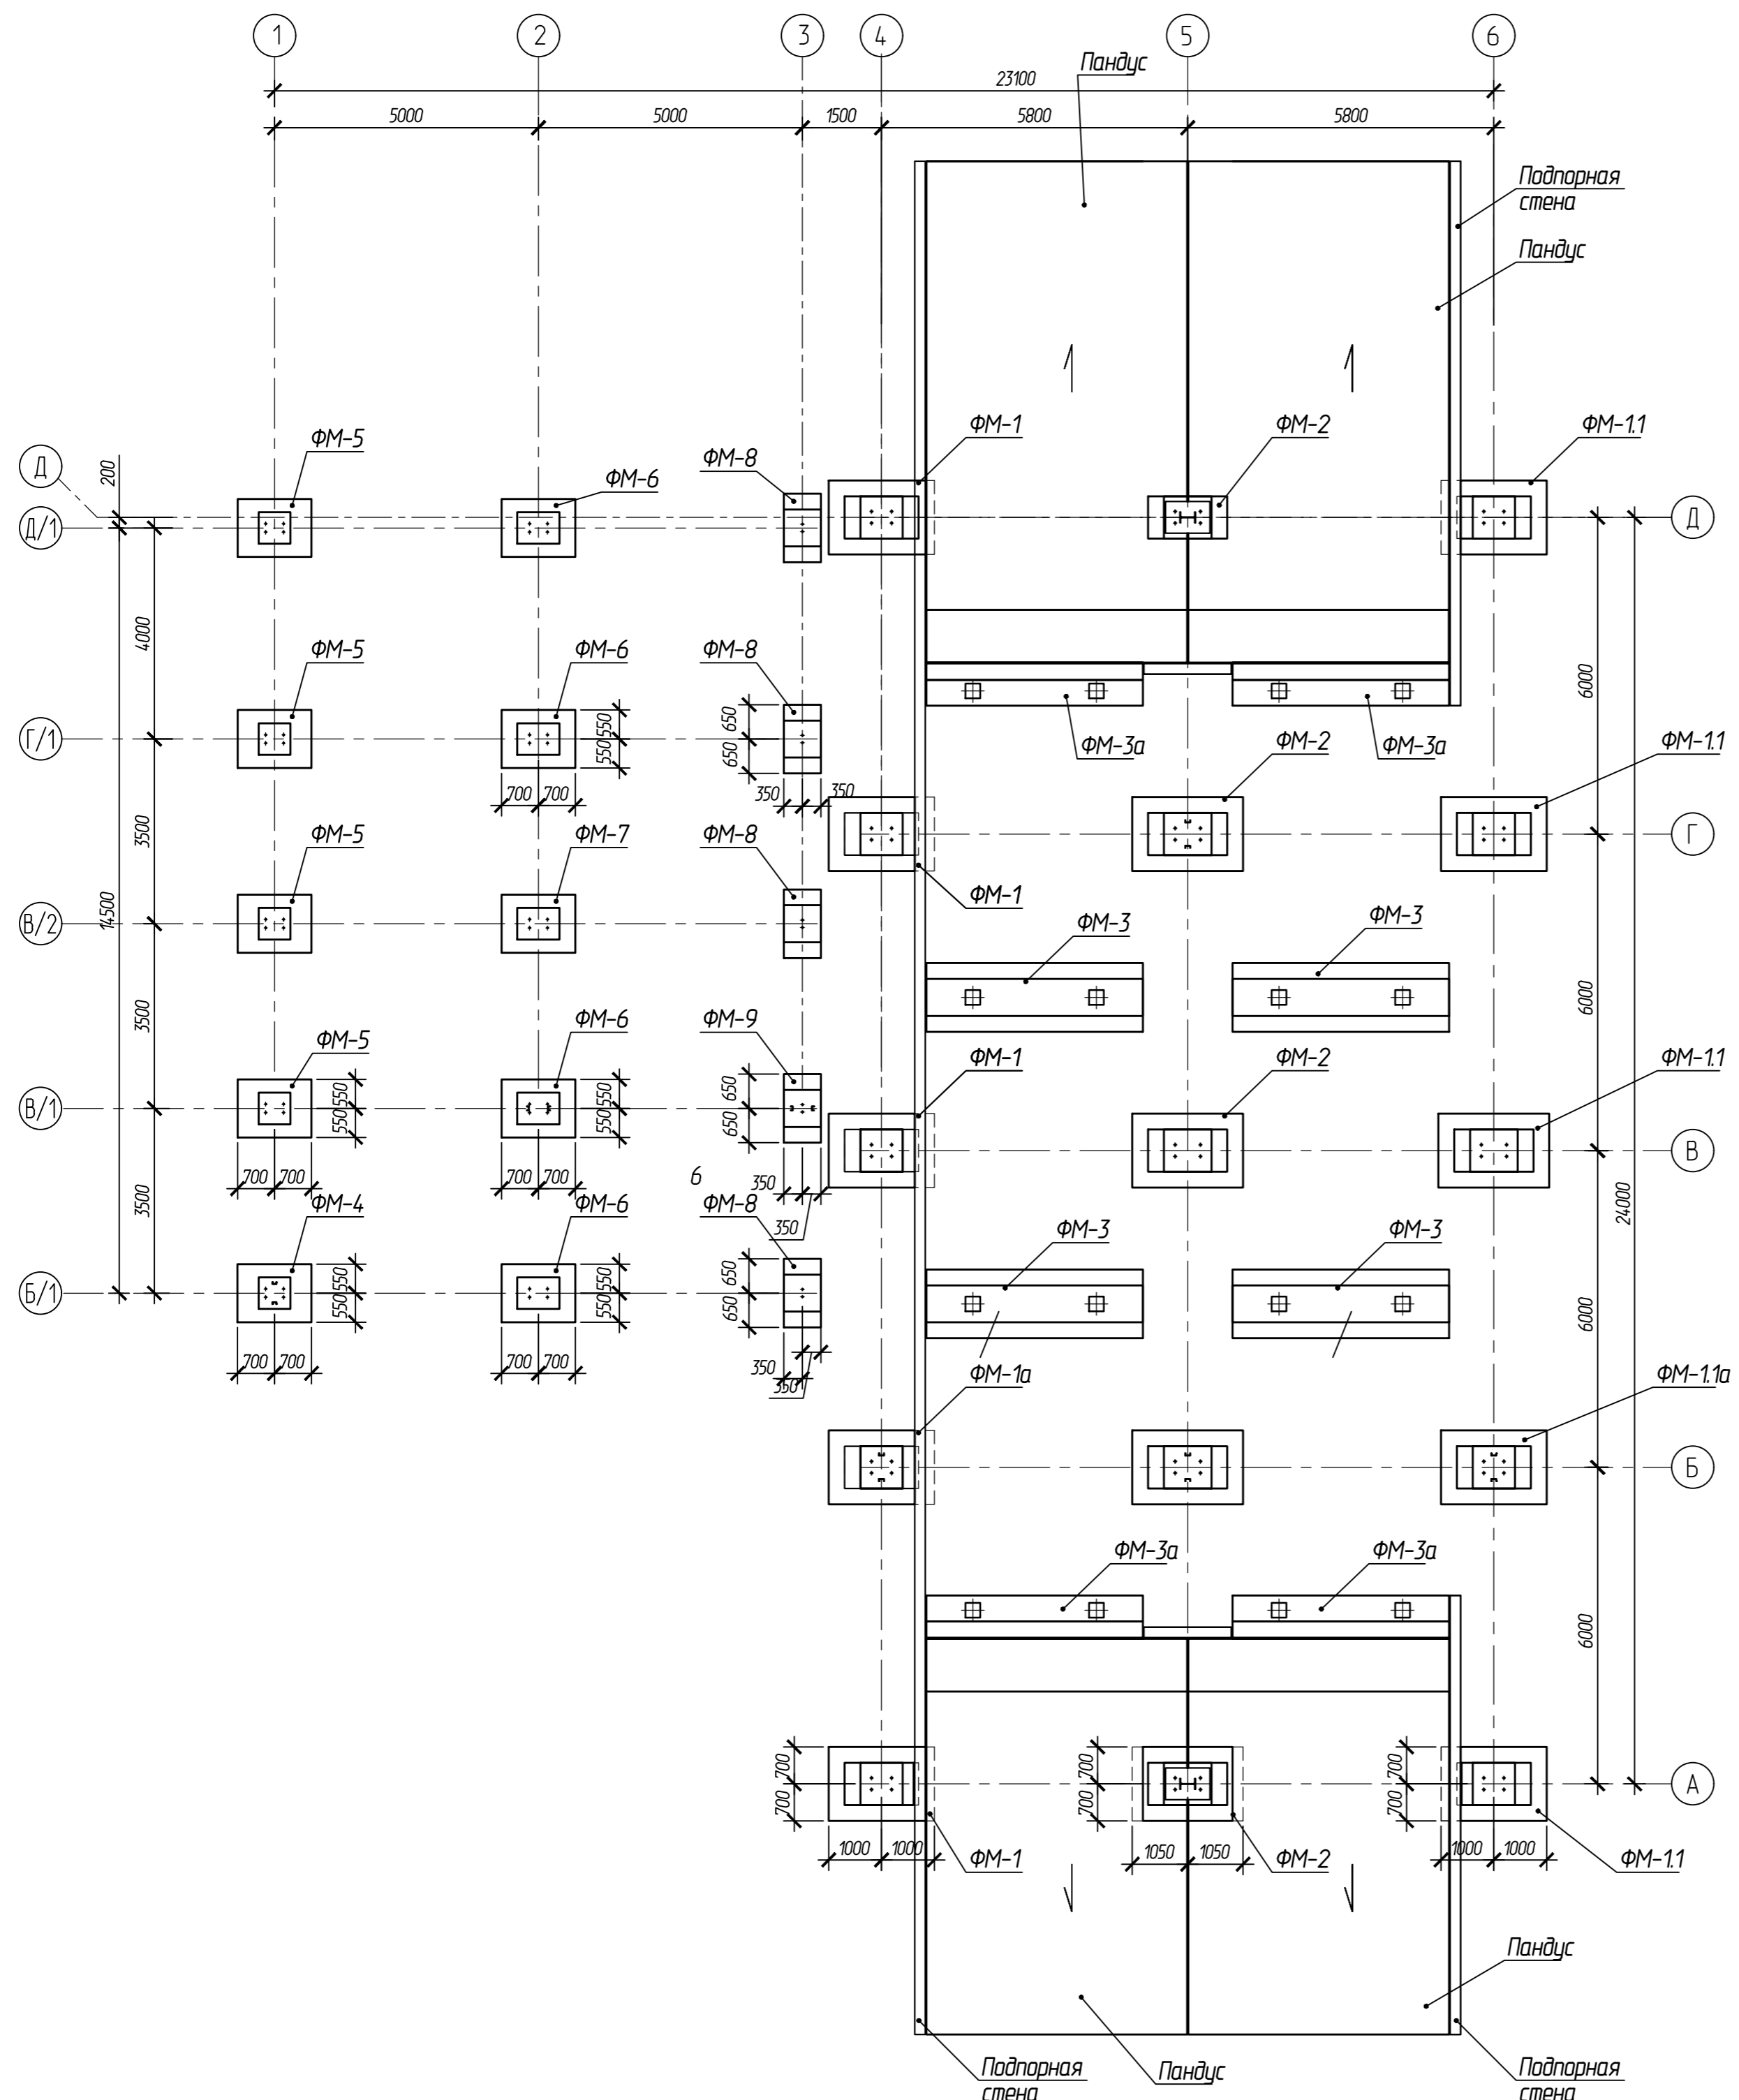 1 2 3 4 5 6
Пандус
23100
5000 5000 1500 5800 5800
Подпорная
стена
Пандус
ФМ-1 ФМ-2 ФМ-1.1
ФМ-5 ФМ-6 ФМ-8
Д 200
Д/1 Д
4000 6000
ФМ-5 ФМ-6 ФМ-8
550 650
Г/1 ФМ-3а ФМ-3а ФМ-2 ФМ-1.1
550 650
700 700 350 350
ФМ-5 ФМ-7 ФМ-8 Г
3500
ФМ-1
14500
В/2 ФМ-3 ФМ-3
3500 6000
ФМ-5 ФМ-6 ФМ-9 ФМ-1 ФМ-2 ФМ-1.1
550 550 650
В/1
550 550 650
В
700 700 700 700 б 350
350
3500 24000
ФМ-4 ФМ-6 ФМ-8 ФМ-3 ФМ-3
550 550 650
Б/1 6000
550 550 650
700 700 700 700 350
350
ФМ-1а ФМ-1.1а
Б
ФМ-3а ФМ-3а
6000
700 700 700
А
700 700 700
1000 1000 1050 1050 1000 1000
ФМ-1 ФМ-2 ФМ-1.1
Пандус
Подпорная
стена
Пандус
Подпорная
стена